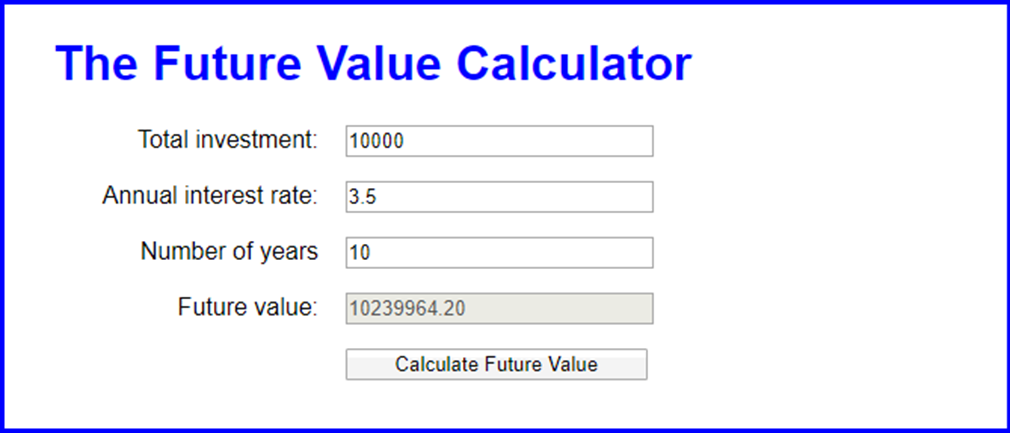 The Future Value Calculator
Total investment: 10000
Annual interest rate: 3.5
Number of years 10
Future value: 10239964.20
Calculate Future Value